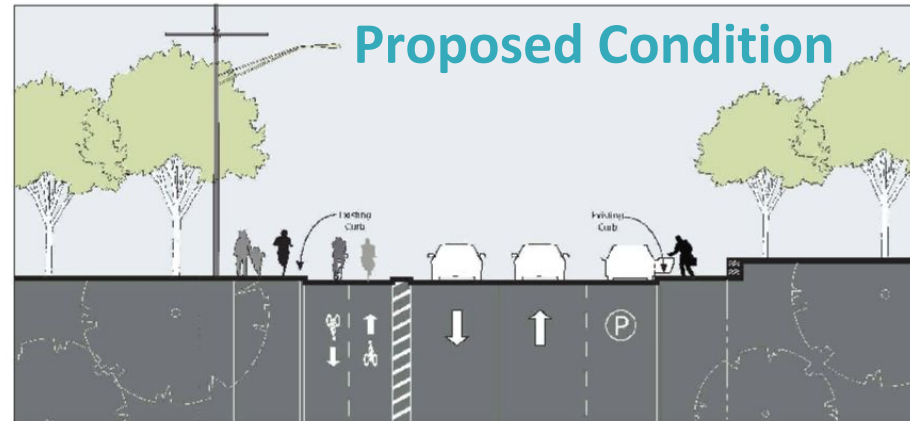 Proposed Condition
Existing
Curb
Existing
Curb
P